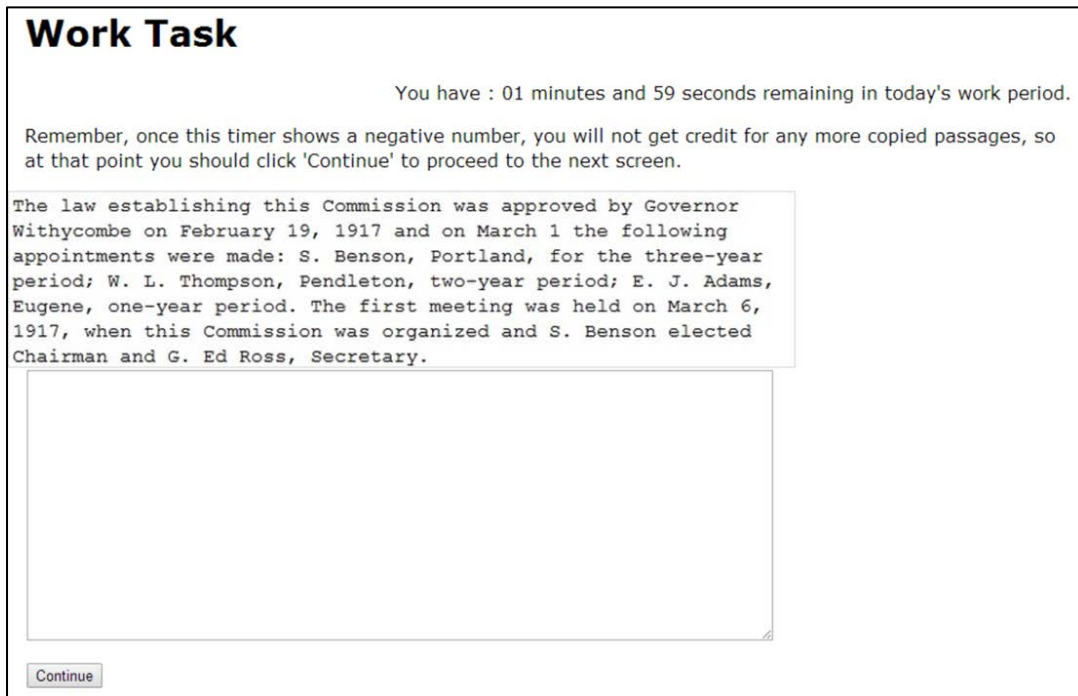 Work Task
You have : 01 minutes and 59 seconds remaining in today's work period.
Remember, once this timer shows a negative number, you will not get credit for any more copied passages, so
at that point you should click 'Continue' to proceed to the next screen.
The law establishing this Commission was approved by Governor
Withycombe on February 19, 1917 and on March 1 the following
appointments were made: S. Benson, Portland, for the three-year
period; W. L. Thompson, Pendleton, two-year period; E. J. Adams,
Eugene, one-year period. The first meeting was held on March 6,
1917, when this Commission was organized and S. Benson elected
Chairman and G. Ed Ross, Secretary.
Continue